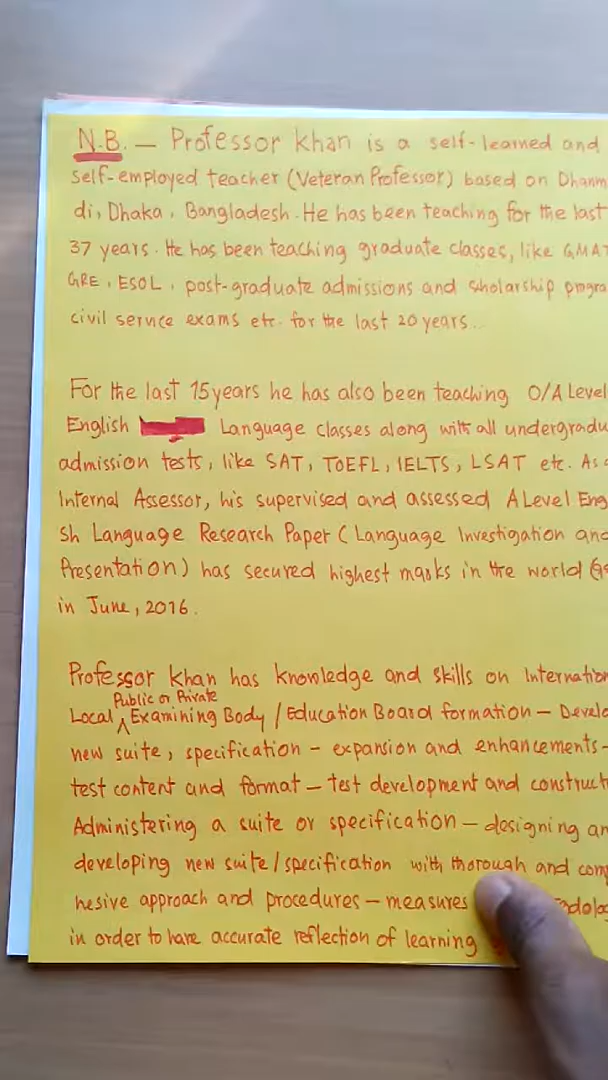 N.B. — Professor Khan is a self-learned and
self-employed teacher (Veteran Professor) based on Dhanm
di, Dhaka, Bangladesh. He has been teaching for the last
37 years. He has been teaching graduate classes, like GMAT
GRE, ESOL, post-graduate admissions and scholarship progra
civil service exams etc. for the last 20 years...
For the last 15 years he has also been teaching O/A Level
English Language classes along with all undergradu
admission tests, like SAT, TOEFL, IELTS, LSAT etc. As a
Internal Assessor, his supervised and assessed A Level Eng
sh Language Research Paper (Language Investigation and
Presentation) has secured highest marks in the world
in June, 2016.
Professor Khan has knowledge and skills on Internation
Public or Private
Local ^ Examining Body / Education Board formation — Develo
new suite, specification - expansion and enhancements -
test content and format — test development and construct
Administering a suite or specification — designing an
developing new suite / specification with thorough and com
hesive approach and procedures — measures
in order to have accurate reflection of learning